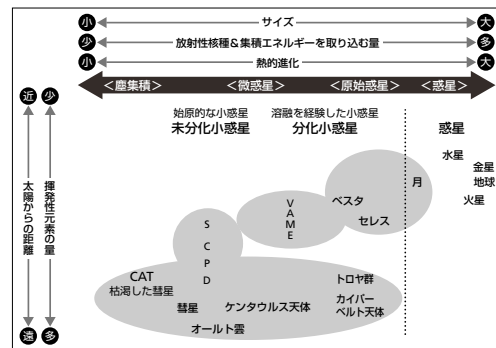 小 サイズ 大
少 放射性核種＆集積エネルギーを取り込む量 多
小 熱的進化 大
＜塵集積＞ ＜微惑星＞ ＜原始惑星＞ ＜惑星＞
近 少
始原的な小惑星 溶融を経験した小惑星
未分化小惑星 分化小惑星 惑星
太陽からの距離
揮発性元素の量
遠 多
水星
金星
地球
火星
月
ベスタ
セレス
V
A
M
E
S
C
P
D
CAT
枯渇した彗星
彗星
ケンタウルス天体
オールト雲
トロヤ群
カイパー
ベルト天体